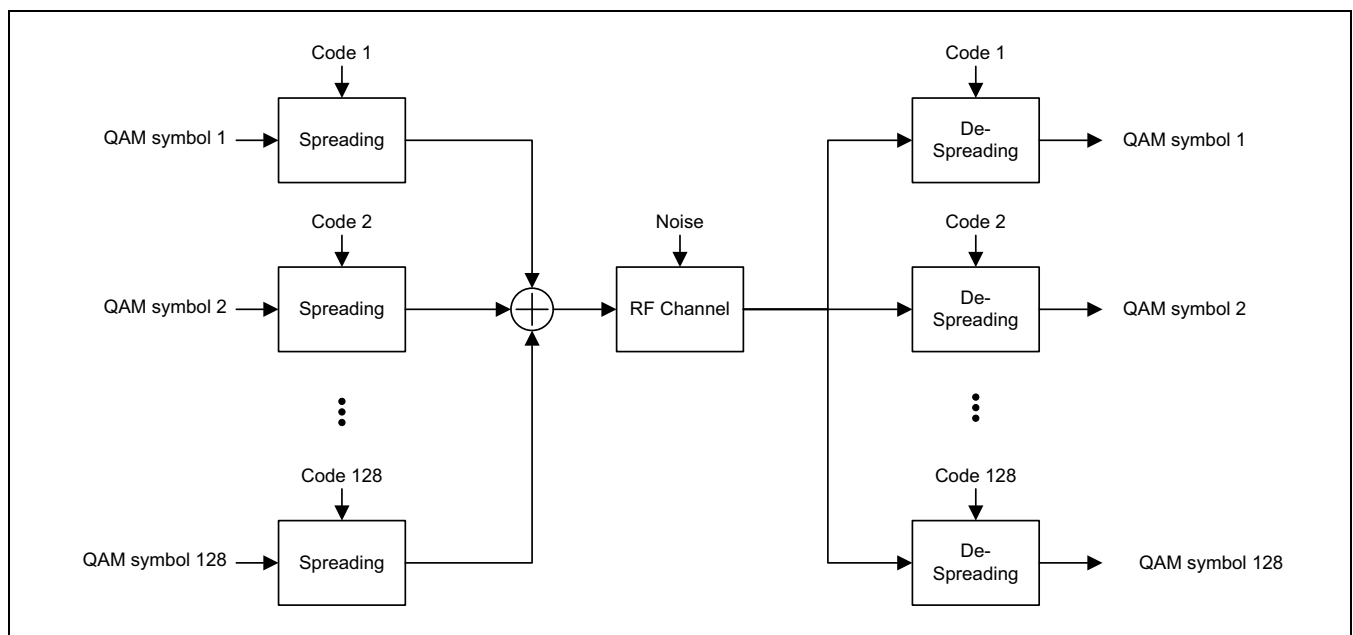 Code 1
Code 1
QAM symbol 1
Spreading
De-
Spreading
QAM symbol 1
Code 2
Noise
Code 2
QAM symbol 2
Spreading
RF Channel
De-
Spreading
QAM symbol 2
Code 128
Code 128
QAM symbol 128
Spreading
De-
Spreading
QAM symbol 128